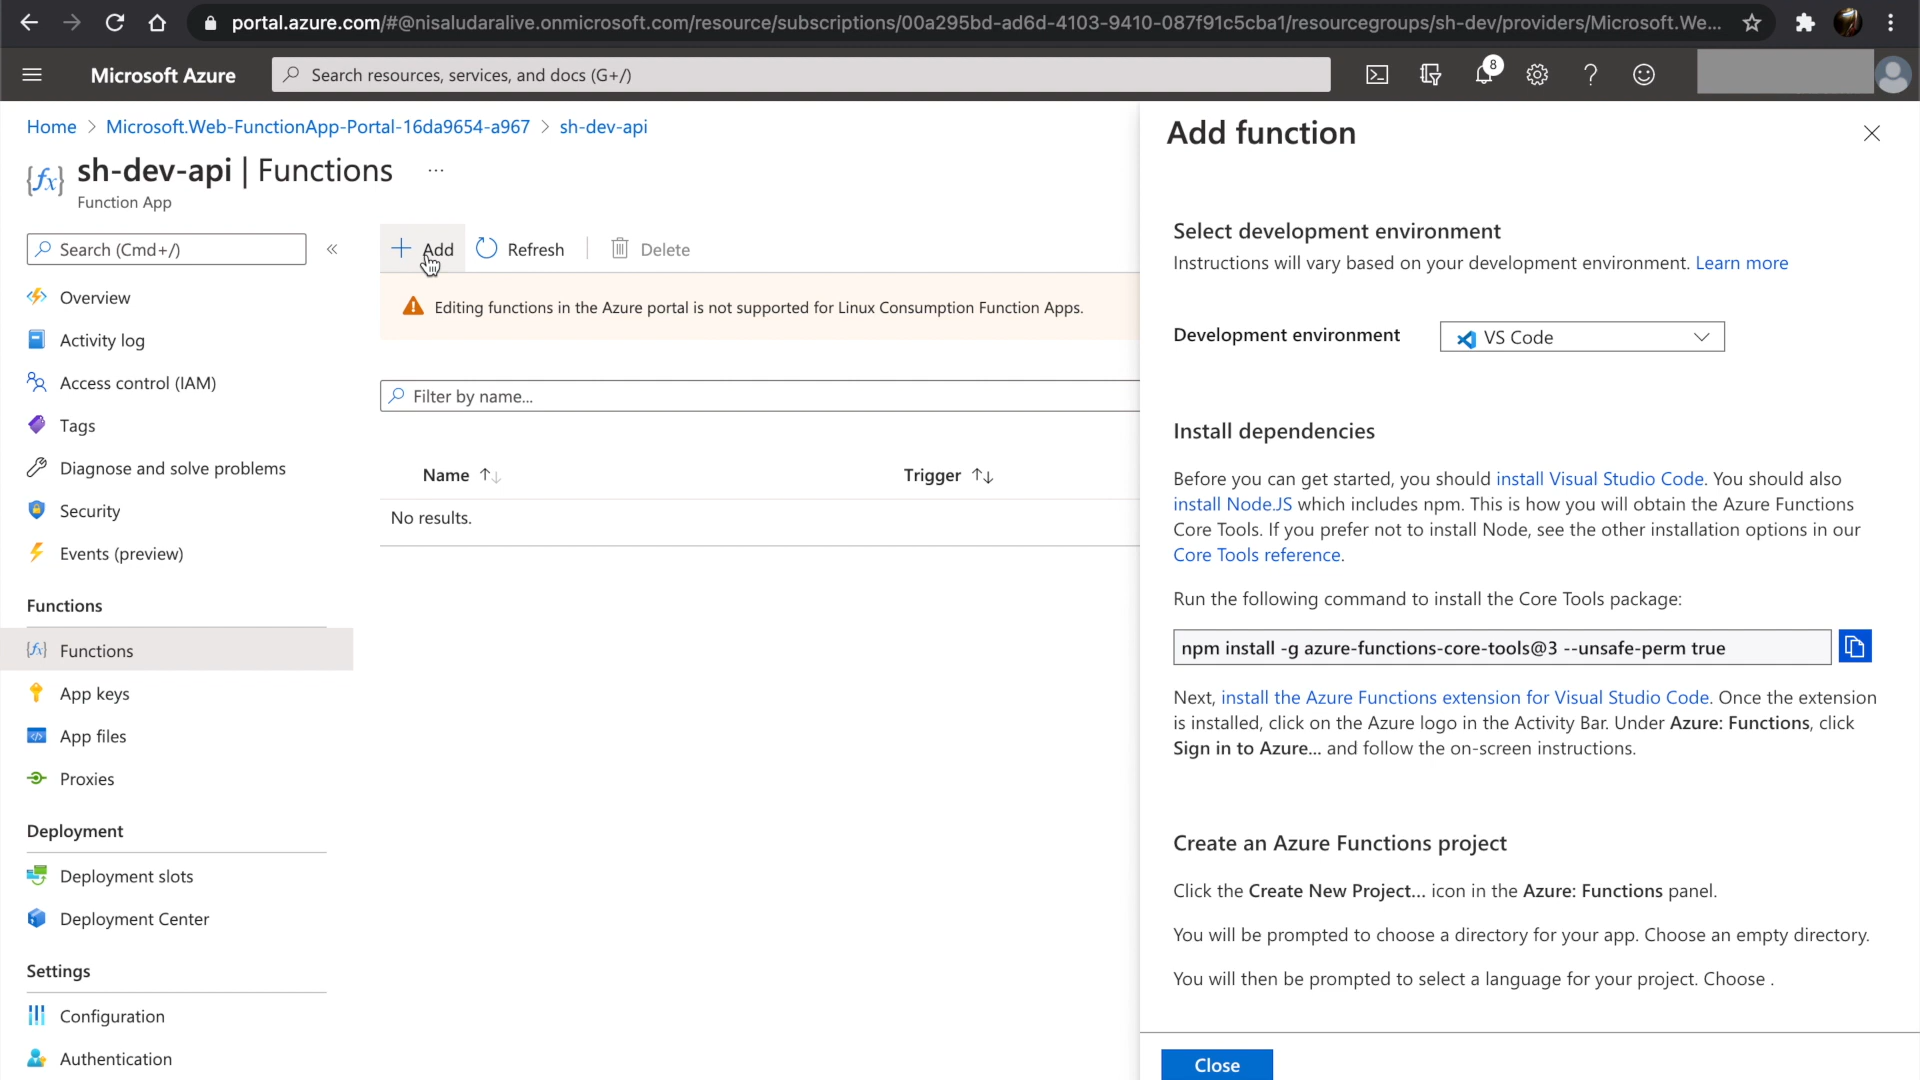 portal.azure.com/#@nisaludaralive.onmicrosoft.com/resource/subscriptions/00a295bd-ad6d-4103-9410-087f91c5cba1/resourcegroups/sh-dev/providers/Microsoft.We...
Microsoft Azure
Search resources, services, and docs (G+/)
8
Home > Microsoft.Web-FunctionApp-Portal-16da9654-a967 > sh-dev-api
{fx} sh-dev-api | Functions ...
Function App
Search (Cmd+/)
«
Overview
Activity log
Access control (IAM)
Tags
Diagnose and solve problems
Security
Events (preview)
Functions
{fx} Functions
App keys
App files
Proxies
Deployment
Deployment slots
Deployment Center
Settings
Configuration
Authentication
+ Add
Refresh
Delete
Editing functions in the Azure portal is not supported for Linux Consumption Function Apps.
Filter by name...
Name ↑↓ Trigger ↑↓
No results.
Add function
Select development environment
Instructions will vary based on your development environment. Learn more
Development environment
VS Code
Install dependencies
Before you can get started, you should install Visual Studio Code. You should also
install Node.JS which includes npm. This is how you will obtain the Azure Functions
Core Tools. If you prefer not to install Node, see the other installation options in our
Core Tools reference.
Run the following command to install the Core Tools package:
npm install -g azure-functions-core-tools@3 --unsafe-perm true
Next, install the Azure Functions extension for Visual Studio Code. Once the extension
is installed, click on the Azure logo in the Activity Bar. Under Azure: Functions, click
Sign in to Azure... and follow the on-screen instructions.
Create an Azure Functions project
Click the Create New Project... icon in the Azure: Functions panel.
You will be prompted to choose a directory for your app. Choose an empty directory.
You will then be prompted to select a language for your project. Choose .
Close